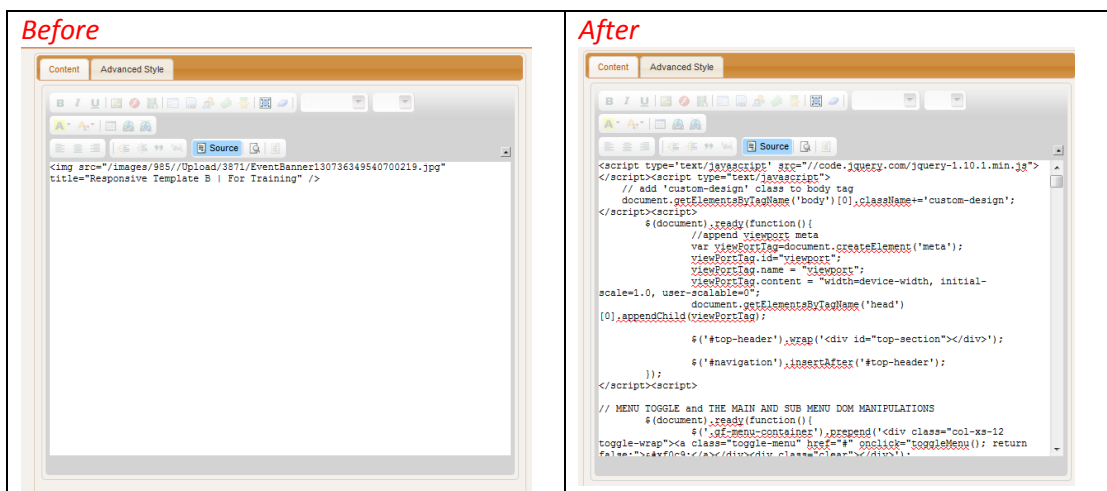 Before
Content Advanced Style
B I U
A
Source
<img src="/images/985//Upload/3871/EventBanner130736349540700219.jpg"
title="Responsive Template B | For Training" />
After
Content Advanced Style
B I U
A
Source
<script type='text/javascript' src="//code.jquery.com/jquery-1.10.1.min.js">
</script><script type="text/javascript">
// add 'custom-design' class to body tag
document.getElementsByTagName('body')[0].className+='custom-design';
</script><script>
$(document).ready(function(){
//append viewport meta
var viewPortTag=document.createElement('meta');
viewPortTag.id="viewport";
viewPortTag.name = "viewport";
viewPortTag.content = "width=device-width, initial-
scale=1.0, user-scalable=0";
document.getElementsByTagName('head')
[0].appendChild(viewPortTag);
$('#top-header').wrap('<div id="top-section"></div>');
$('#navigation').insertAfter('#top-header');
});
</script><script>
// MENU TOGGLE and THE MAIN AND SUB MENU DOM MANIPULATIONS
$(document).ready(function(){
$('.gf-menu-container').prepend('<div class="col-xs-12
toggle-wrap"><a class="toggle-menu" href="#" onclick="toggleMenu(); return
false;">&#xf0c9;</a></div><div class="clear"></div>');